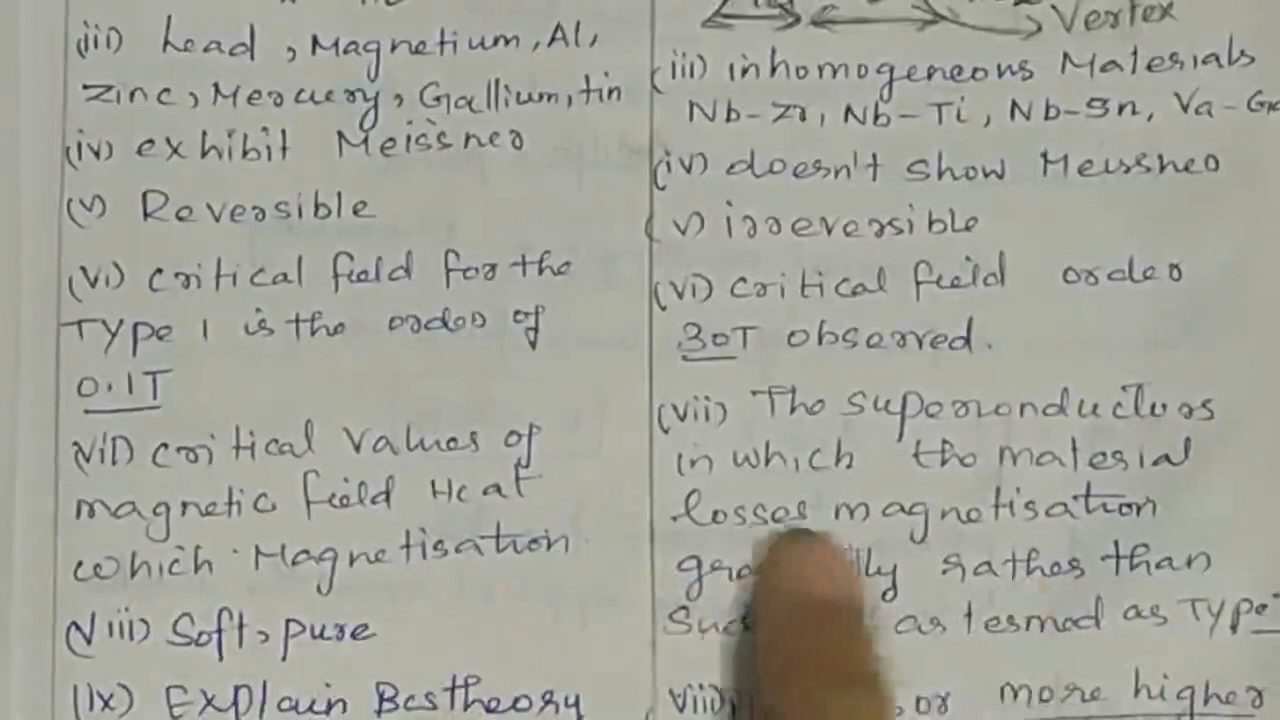 Vertex
(iii) Lead, Magnetium, Al,
Zinc, Mercury, Gallium, tin
(iv) exhibit Meissner
(v) Reversible
(vi) critical field for the
Type 1 is the order of
0.1T
(vii) critical values of
magnetic field Hc at
which Magnetisation
(viii) Soft, pure
(ix) Explain Bcs theory
(iii) inhomogeneous Materials
Nb-Zr, Nb-Ti, Nb-Sn, Va-Ga
(iv) doesn't show Meissner
(v) irreversible
(vi) critical field order
30T observed.
(vii) The superconductors
in which the material
losses magnetisation
rather than
as termed as Type
viii) or more higher